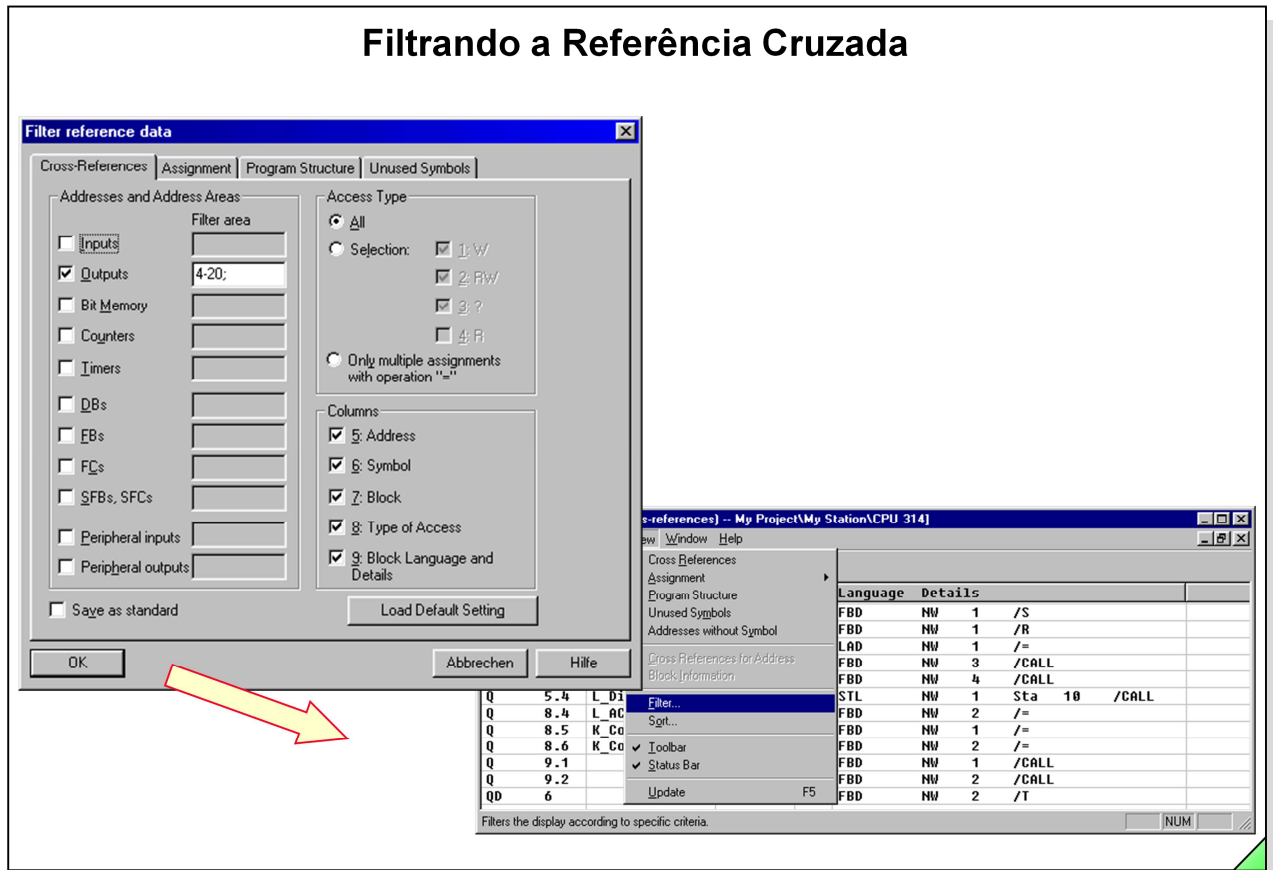 Filtrando a Referência Cruzada
Filter reference data
Cross-References Assignment Program Structure Unused Symbols
Addresses and Address Areas
Filter area
Inputs
Outputs 4-20;
Bit Memory
Counters
Timers
DBs
FBs
FCs
SFBs, SFCs
Peripheral inputs
Peripheral outputs
Save as standard
Access Type
All
Selection: 1: W
2: RW
3: ?
4: R
Only multiple assignments
with operation "="
Columns
5: Address
6: Symbol
7: Block
8: Type of Access
9: Block Language and
Details
Load Default Setting
OK Abbrechen Hilfe
s-references) -- My Project\My Station\CPU 314]
ew Window Help
Cross References
Assignment
Program Structure
Unused Symbols
Addresses without Symbol
Cross References for Address
Block Information
Filter...
Sort...
Toolbar
Status Bar
Update F5
Language Details
FBD NW 1 /S
FBD NW 1 /R
LAD NW 1 /=
FBD NW 3 /CALL
FBD NW 4 /CALL
Q 5.4 L_Di STL NW 1 Sta 10 /CALL
Q 8.4 L_AC FBD NW 2 /=
Q 8.5 K_Co FBD NW 1 /=
Q 8.6 K_Co FBD NW 2 /=
Q 9.1 FBD NW 1 /CALL
Q 9.2 FBD NW 2 /CALL
QD 6 FBD NW 2 /T
Filters the display according to specific criteria.
NUM